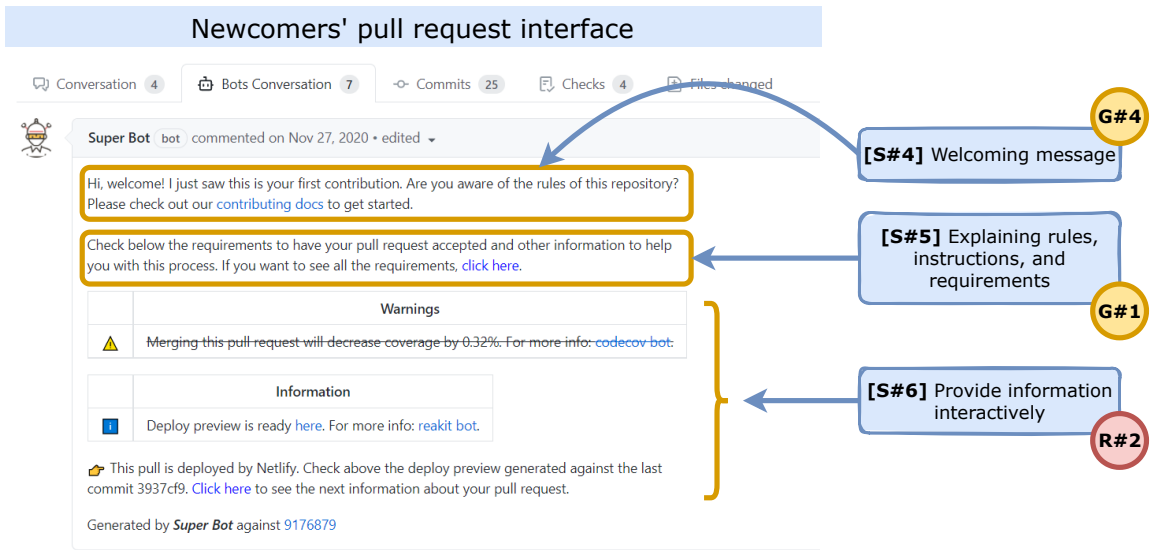 Newcomers' pull request interface
Conversation 4 Bots Conversation 7 Commits 25 Checks 4 Files changed
Super Bot bot commented on Nov 27, 2020 • edited
Hi, welcome! I just saw this is your first contribution. Are you aware of the rules of this repository?
Please check out our contributing docs to get started.
Check below the requirements to have your pull request accepted and other information to help
you with this process. If you want to see all the requirements, click here.
Warnings
Merging this pull request will decrease coverage by 0.32%. For more info: codecov bot.
Information
i Deploy preview is ready here. For more info: reakit bot.
This pull is deployed by Netlify. Check above the deploy preview generated against the last
commit 3937cf9. Click here to see the next information about your pull request.
Generated by Super Bot against 9176879
G#4
[S#4] Welcoming message
[S#5] Explaining rules,
instructions, and
requirements
G#1
[S#6] Provide information
interactively
R#2